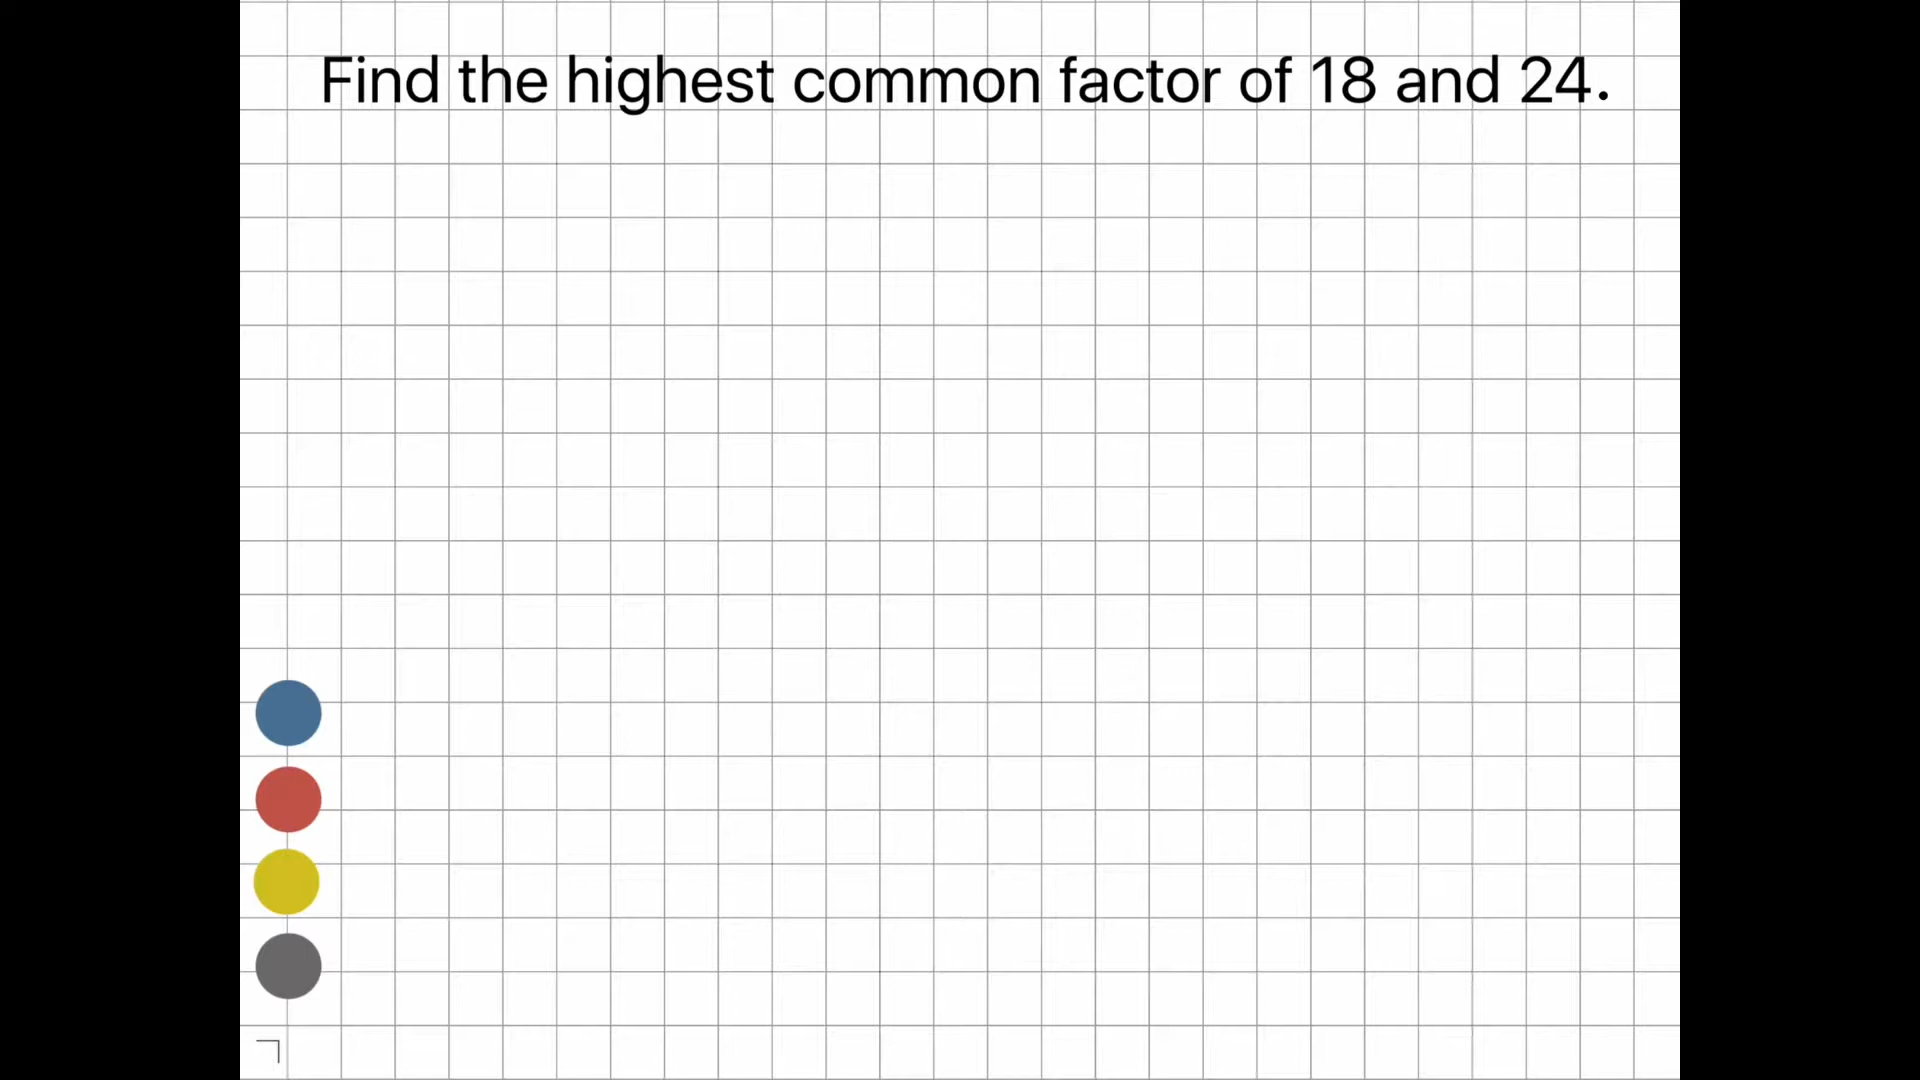 Find the highest common factor of 18 and 24.